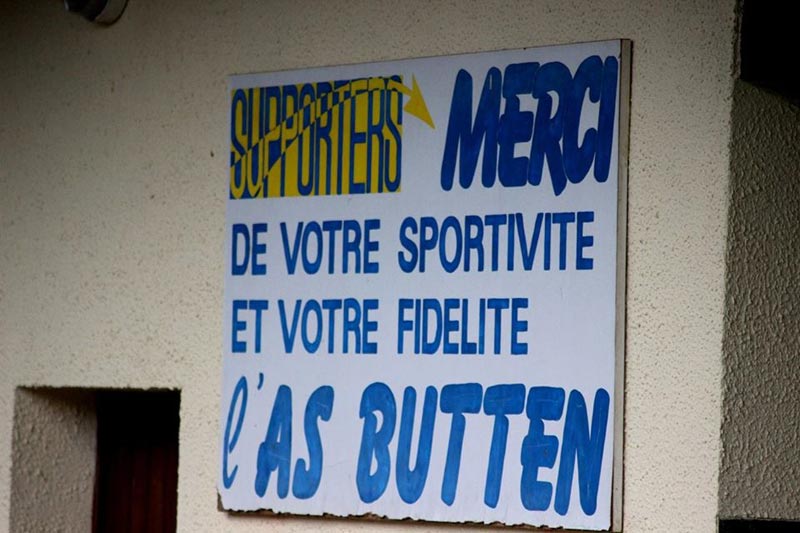 SUPPORTERS MERCI
DE VOTRE SPORTIVITE
ET VOTRE FIDELITE
l'AS BUTTEN